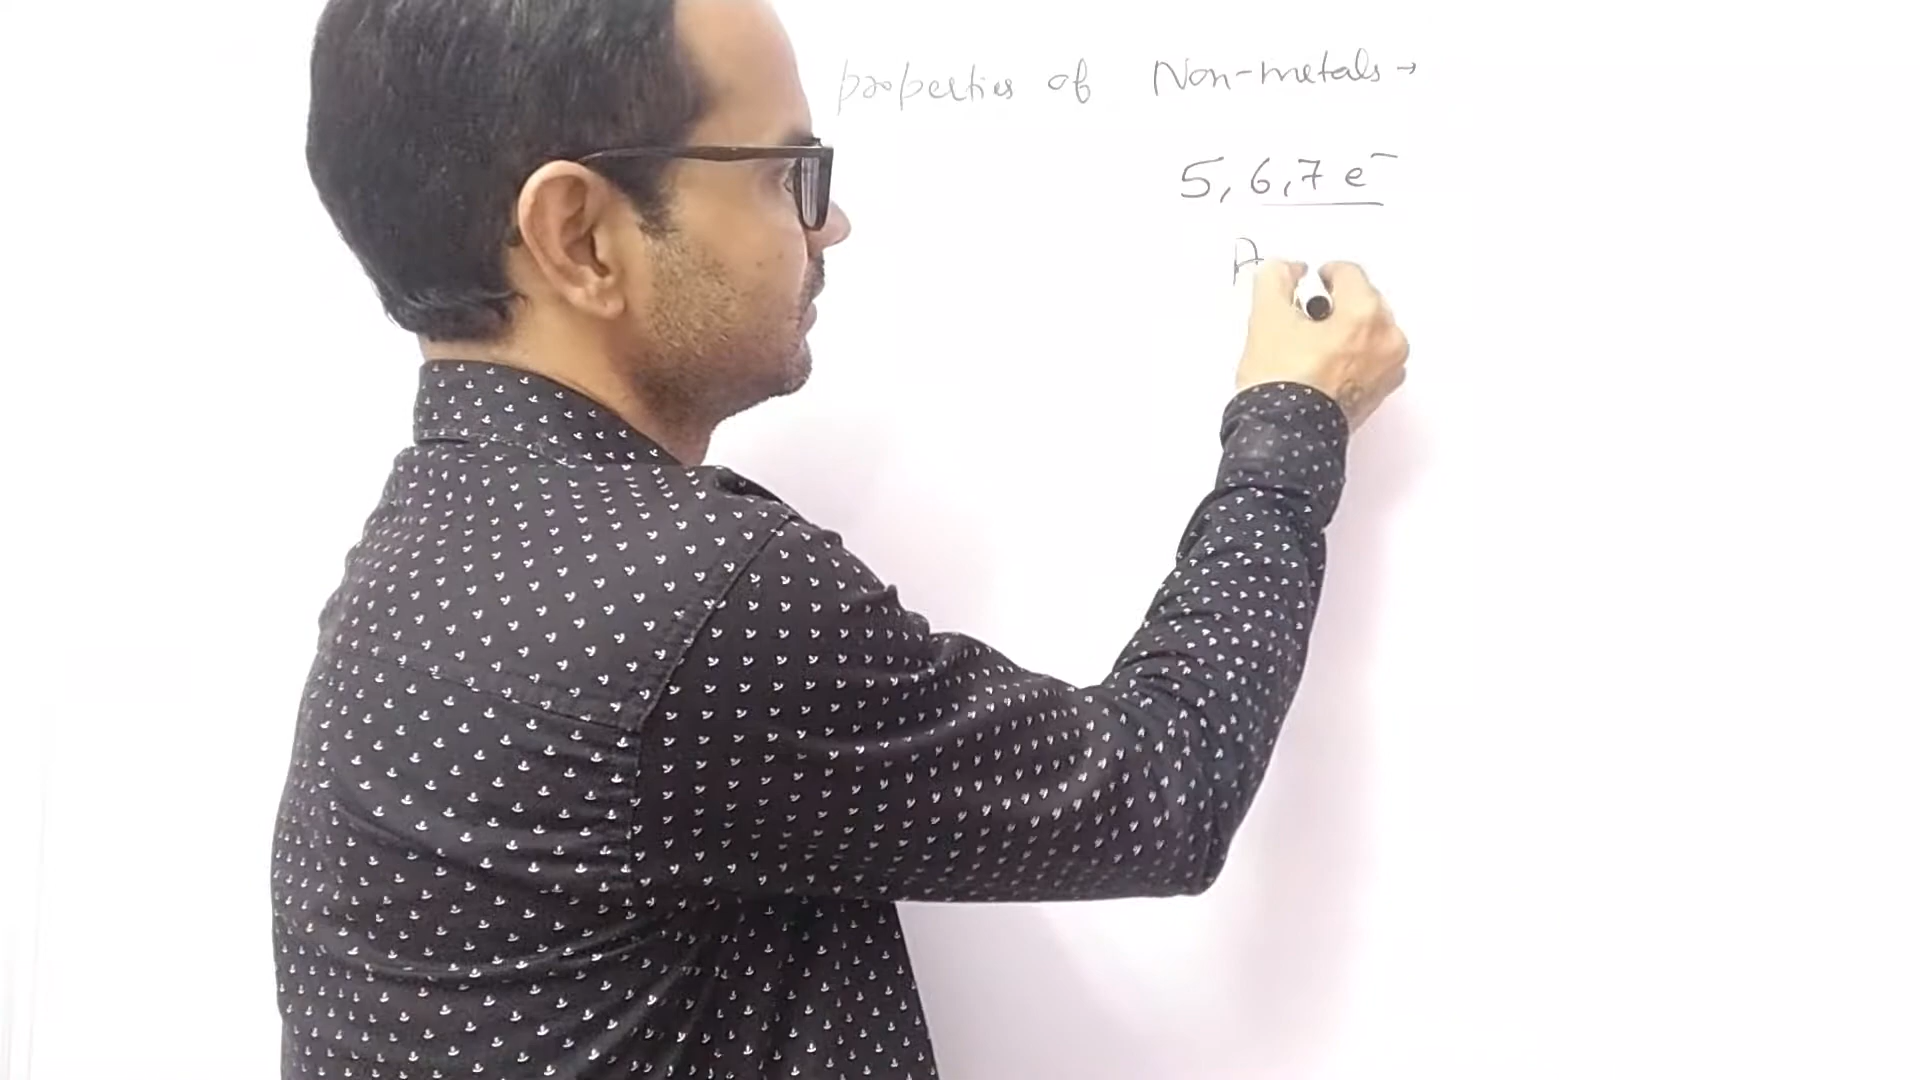 properties of Non-metals →
5, 6, 7 e⁻
A